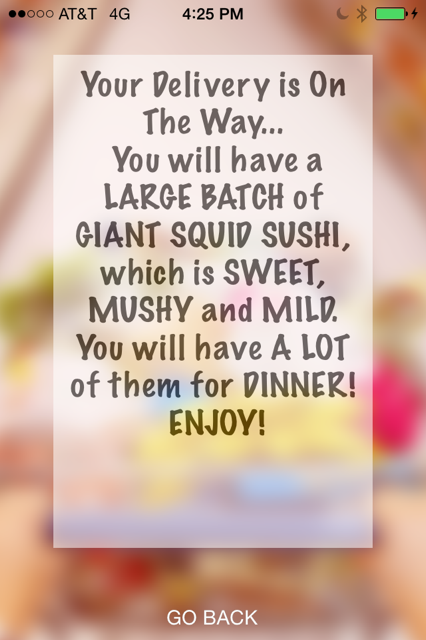 AT&T 4G 4:25 PM
Your Delivery is On
The Way...
You will have a
LARGE BATCH of
GIANT SQUID SUSHI,
which is SWEET,
MUSHY and MILD.
You will have A LOT
of them for DINNER!
ENJOY!
GO BACK